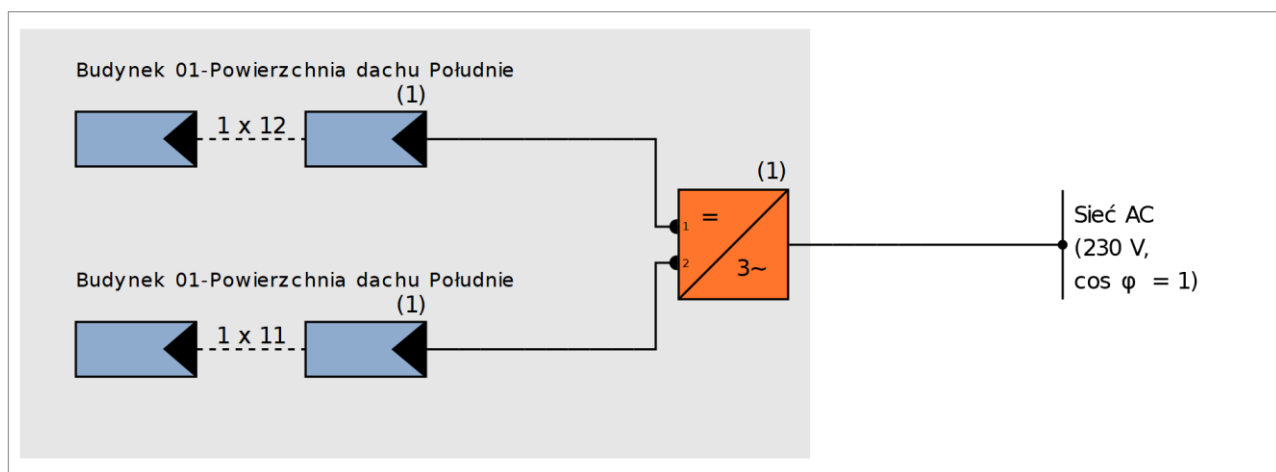 Budynek 01-Powierzchnia dachu Południe
(1)
1 x 12
(1)
1
=
2
3~
Sieć AC
(230 V,
cos φ = 1)
Budynek 01-Powierzchnia dachu Południe
(1)
1 x 11